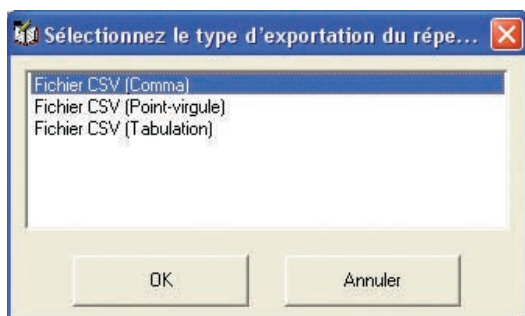 Sélectionnez le type d'exportation du répe...
Fichier CSV (Comma)
Fichier CSV (Point-virgule)
Fichier CSV (Tabulation)
OK
Annuler